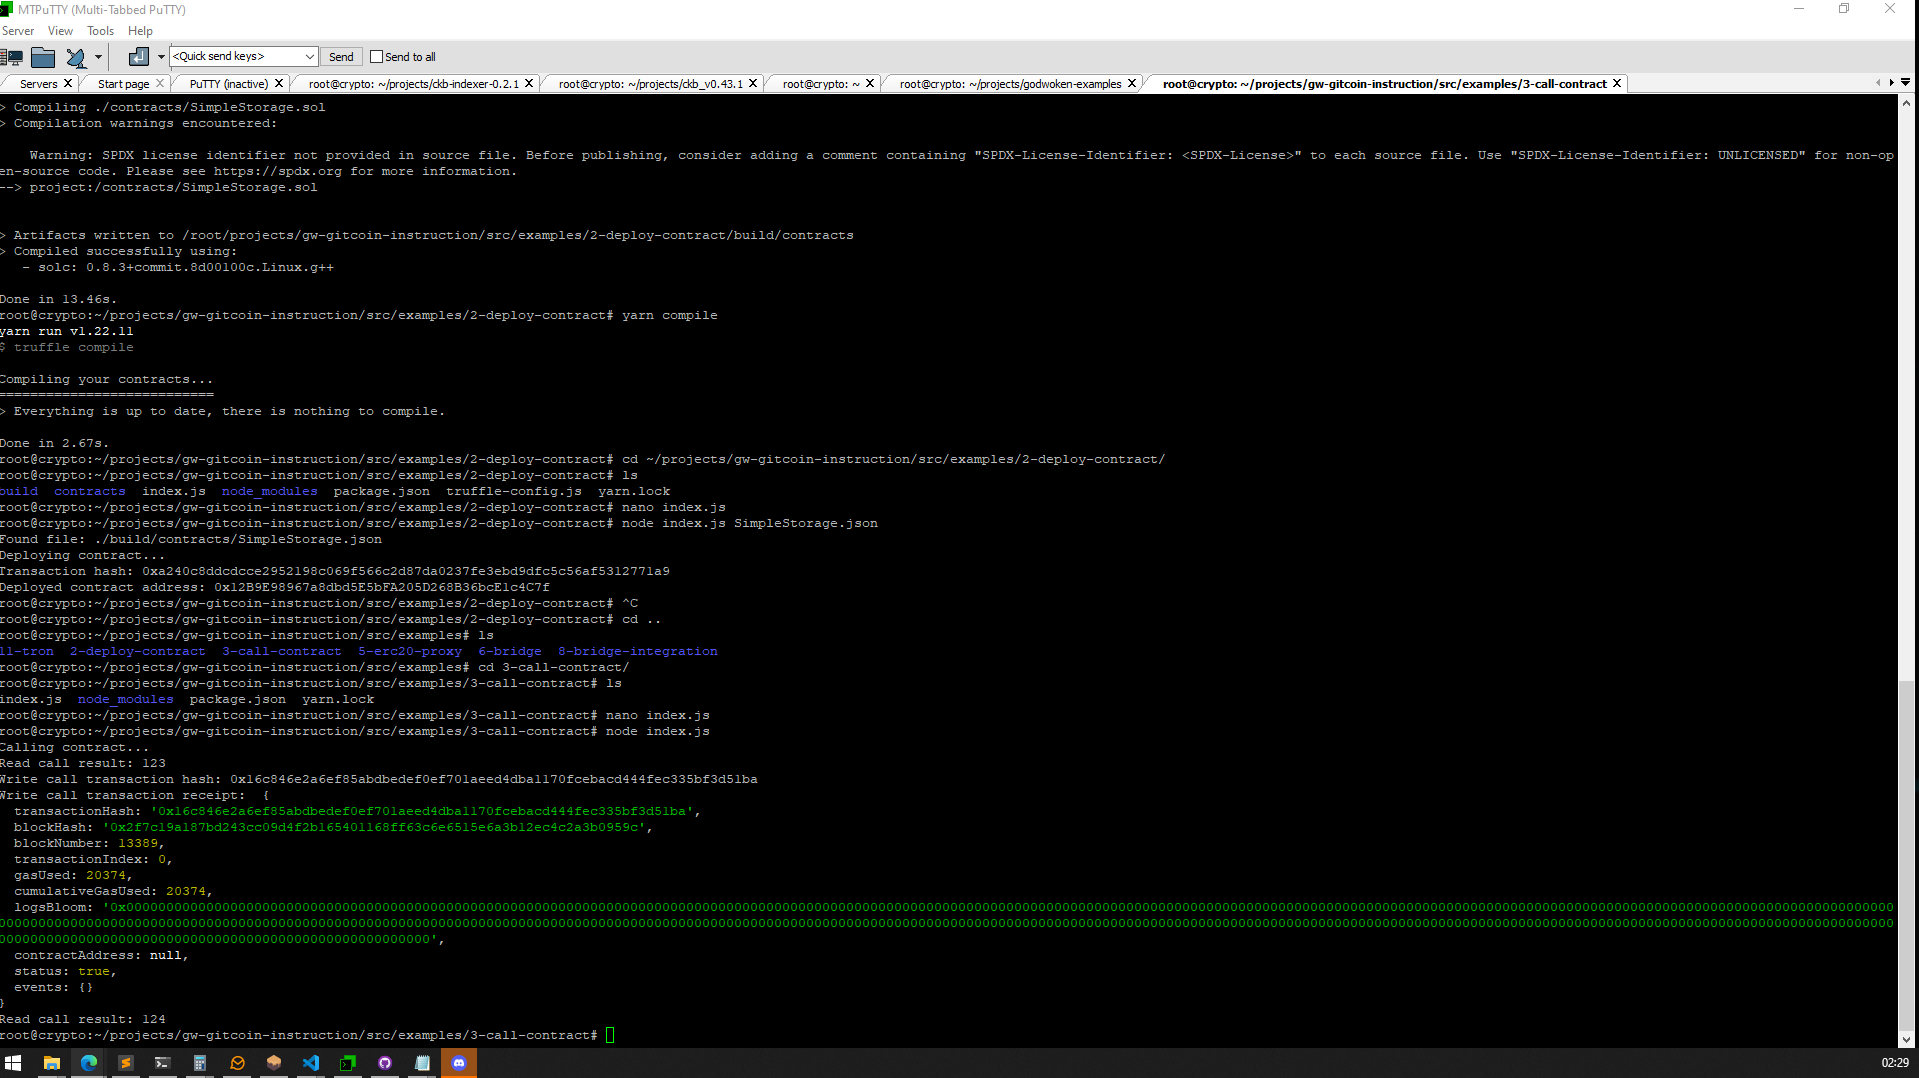 MTPuTTY (Multi-Tabbed PuTTY)
Server View Tools Help
<Quick send keys> Send Send to all
Servers Start page PuTTY (inactive) root@crypto: ~/projects/ckb-indexer-0.2.1 root@crypto: ~/projects/ckb_v0.43.1 root@crypto: ~ root@crypto: ~/projects/godwoken-examples root@crypto: ~/projects/gw-gitcoin-instruction/src/examples/3-call-contract
> Compiling ./contracts/SimpleStorage.sol
> Compilation warnings encountered:
Warning: SPDX license identifier not provided in source file. Before publishing, consider adding a comment containing "SPDX-License-Identifier: <SPDX-License>" to each source file. Use "SPDX-License-Identifier: UNLICENSED" for non-op
en-source code. Please see https://spdx.org for more information.
--> project:/contracts/SimpleStorage.sol
> Artifacts written to /root/projects/gw-gitcoin-instruction/src/examples/2-deploy-contract/build/contracts
> Compiled successfully using:
- solc: 0.8.3+commit.8d00100c.Linux.g++
Done in 13.46s.
root@crypto:~/projects/gw-gitcoin-instruction/src/examples/2-deploy-contract# yarn compile
yarn run v1.22.11
$ truffle compile
Compiling your contracts...
===========================
> Everything is up to date, there is nothing to compile.
Done in 2.67s.
root@crypto:~/projects/gw-gitcoin-instruction/src/examples/2-deploy-contract# cd ~/projects/gw-gitcoin-instruction/src/examples/2-deploy-contract/
root@crypto:~/projects/gw-gitcoin-instruction/src/examples/2-deploy-contract# ls
build contracts index.js node_modules package.json truffle-config.js yarn.lock
root@crypto:~/projects/gw-gitcoin-instruction/src/examples/2-deploy-contract# nano index.js
root@crypto:~/projects/gw-gitcoin-instruction/src/examples/2-deploy-contract# node index.js SimpleStorage.json
Found file: ./build/contracts/SimpleStorage.json
Deploying contract...
Transaction hash: 0xa240c8ddcdcce2952198c069f566c2d87da0237fe3ebd9dfc5c56af5312771a9
Deployed contract address: 0x12B9E98967a8dbd5E5bFA205D268B36bcE1c4C7f
root@crypto:~/projects/gw-gitcoin-instruction/src/examples/2-deploy-contract# ^C
root@crypto:~/projects/gw-gitcoin-instruction/src/examples/2-deploy-contract# cd ..
root@crypto:~/projects/gw-gitcoin-instruction/src/examples# ls
11-tron 2-deploy-contract 3-call-contract 5-erc20-proxy 6-bridge 8-bridge-integration
root@crypto:~/projects/gw-gitcoin-instruction/src/examples# cd 3-call-contract/
root@crypto:~/projects/gw-gitcoin-instruction/src/examples/3-call-contract# ls
index.js node_modules package.json yarn.lock
root@crypto:~/projects/gw-gitcoin-instruction/src/examples/3-call-contract# nano index.js
root@crypto:~/projects/gw-gitcoin-instruction/src/examples/3-call-contract# node index.js
Calling contract...
Read call result: 123
Write call transaction hash: 0x16c846e2a6ef85abdbedef0ef701aeed4dba1170fcebacd444fec335bf3d51ba
Write call transaction receipt: {
transactionHash: '0x16c846e2a6ef85abdbedef0ef701aeed4dba1170fcebacd444fec335bf3d51ba',
blockHash: '0x2f7c19a187bd243cc09d4f2b165401168ff63c6e6515e6a3b12ec4c2a3b0959c',
blockNumber: 13389,
transactionIndex: 0,
gasUsed: 20374,
cumulativeGasUsed: 20374,
logsBloom: '0x00000000000000000000000000000000000000000000000000000000000000000000000000000000000000000000000000000000000000000000000000000000000000000000000000000000000000000000000000000000000000000000000000000000000000000000000000000000
0000000000000000000000000000000000000000000000000000000000000000000000000000000000000000000000000000000000000000000000000000000000000000000000000000000000000000000000000000000000000000000000000000000000000000000000000000000000000000000000000
000000000000000000000000000000000000000000000000000000',
contractAddress: null,
status: true,
events: {}
}
Read call result: 124
root@crypto:~/projects/gw-gitcoin-instruction/src/examples/3-call-contract#
02:29